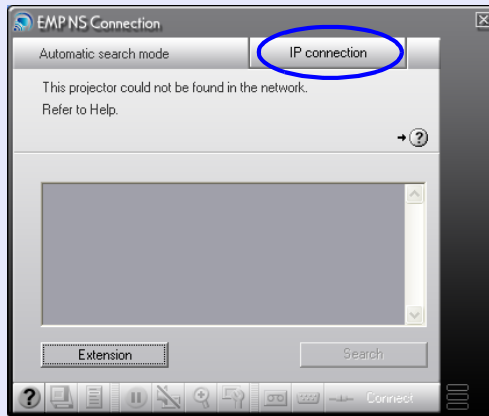 EMP NS Connection
Automatic search mode
IP connection
This projector could not be found in the network.
Refer to Help.
Extension
Search
Connect